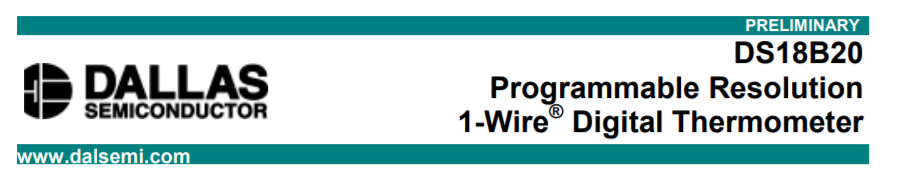 PRELIMINARY
DS18B20
Programmable Resolution
1-Wire® Digital Thermometer
DALLAS
SEMICONDUCTOR
www.dalsemi.com